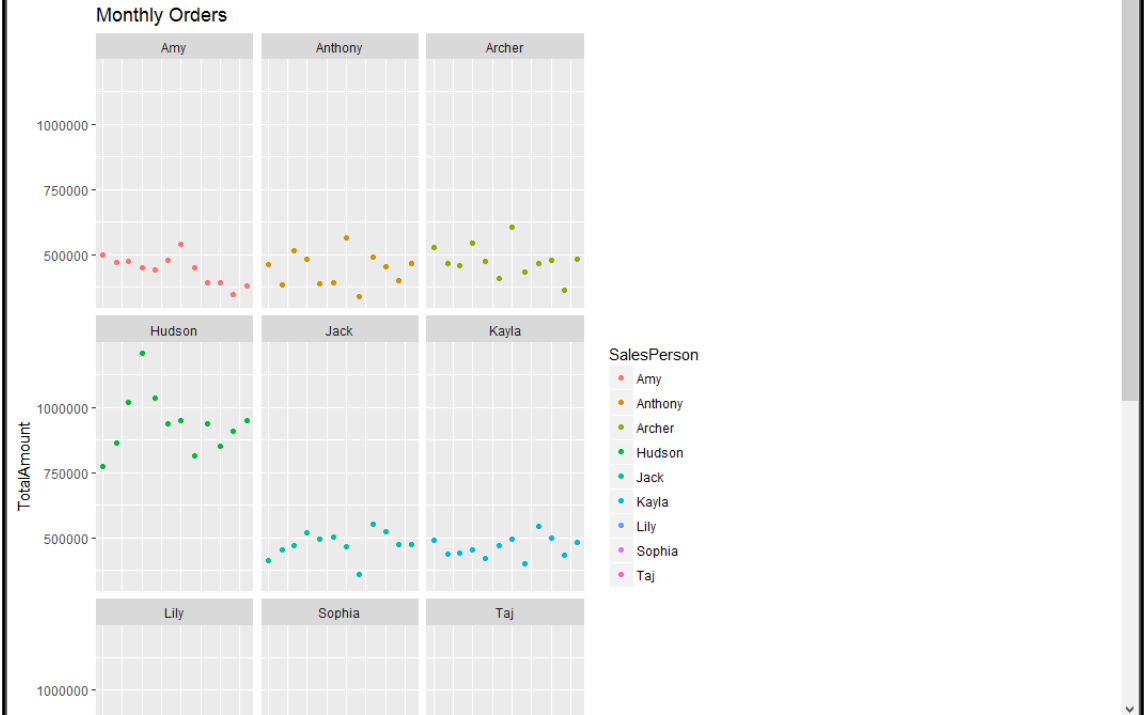 Monthly Orders
Amy Anthony Archer
1000000
750000
500000
Hudson Jack Kayla
1000000
750000
500000
TotalAmount
SalesPerson
Amy
Anthony
Archer
Hudson
Jack
Kayla
Lily
Sophia
Taj
Lily Sophia Taj
1000000